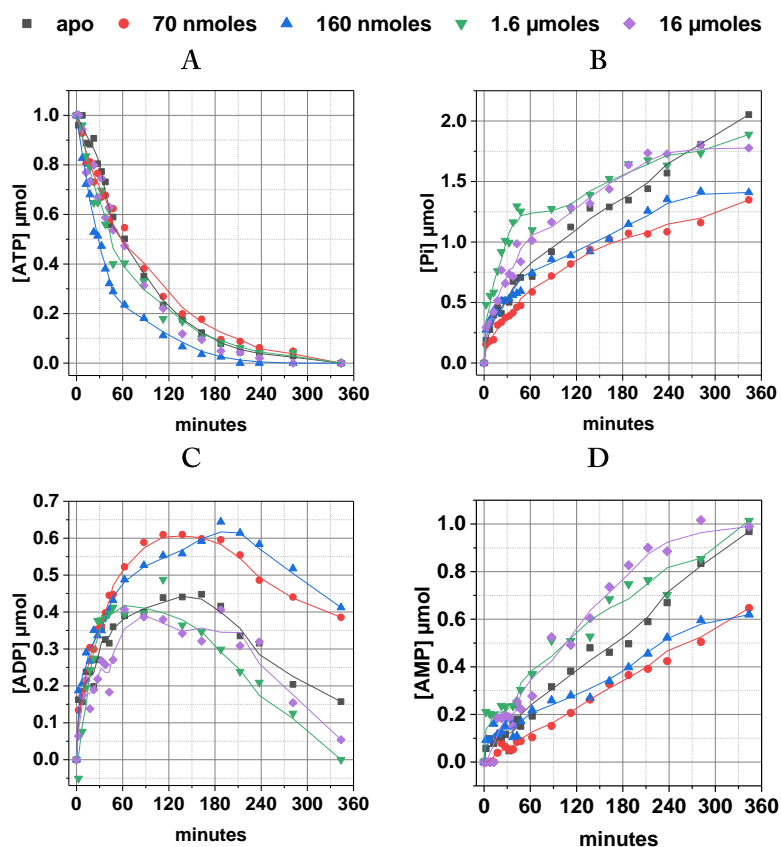 apo 70 nmoles 160 nmoles 1.6 µmoles 16 µmoles
A B
1.0
0.8
0.6
0.4
0.2
0.0
[ATP] µmol
0 60 120 180 240 300 360
minutes
2.0
1.5
1.0
0.5
0.0
[Pi] µmol
0 60 120 180 240 300 360
minutes
C D
0.7
0.6
0.5
0.4
0.3
0.2
0.1
0.0
[ADP] µmol
0 60 120 180 240 300 360
minutes
1.0
0.8
0.6
0.4
0.2
0.0
[AMP] µmol
0 60 120 180 240 300 360
minutes